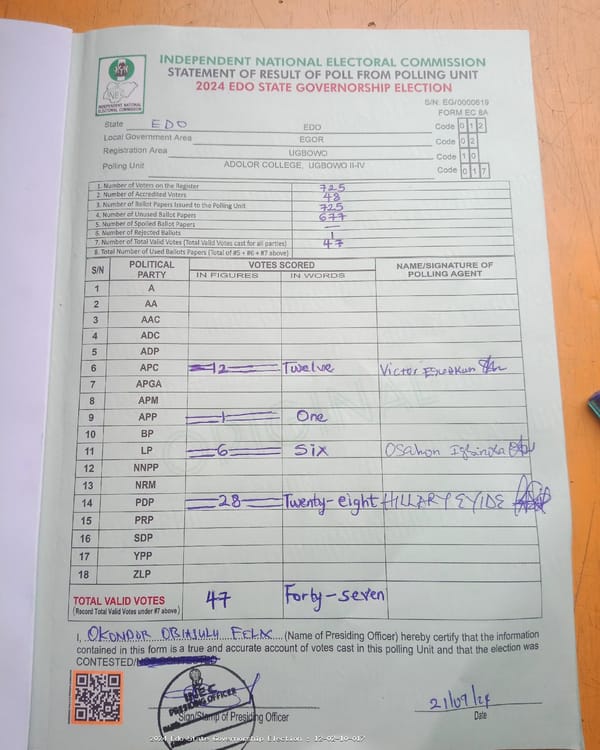 INDEPENDENT NATIONAL ELECTORAL COMMISSION
STATEMENT OF RESULT OF POLL FROM POLLING UNIT
2024 EDO STATE GOVERNORSHIP ELECTION
INDEPENDENT NATIONAL ELECTORAL COMMISSION
S/N: EG/0000619
FORM EC 8A
State EDO EDO Code 0 1 2
Local Government Area EGOR Code 0 2
Registration Area UGBOWO Code 1 0
Polling Unit ADOLOR COLLEGE, UGBOWO II-IV Code 0 1 7
1. Number of Voters on the Register 725
2. Number of Accredited Voters 48
3. Number of Ballot Papers Issued to the Polling Unit 725
4. Number of Unused Ballot Papers 677
5. Number of Spoiled Ballot Papers —
6. Number of Rejected Ballots 1
7. Number of Total Valid Votes (Total Valid Votes cast for all parties) 47
8. Total Number of Used Ballots Papers (Total of #5 + #6 + #7 above)
S/N POLITICAL PARTY VOTES SCORED NAME/SIGNATURE OF POLLING AGENT
IN FIGURES IN WORDS
1 A
2 AA
3 AAC
4 ADC
5 ADP
6 APC 12 Twelve Victor
7 APGA
8 APM
9 APP 1 One
10 BP
11 LP 6 Six Osahon
12 NNPP
13 NRM
14 PDP 28 Twenty-eight HILLARY EYIDE
15 PRP
16 SDP
17 YPP
18 ZLP
TOTAL VALID VOTES 47 Forty-seven
(Record Total Valid Votes under #7 above)
I, OKONDOR OBIAJULU FELIX (Name of Presiding Officer) hereby certify that the information
contained in this form is a true and accurate account of votes cast in this polling Unit and that the election was
CONTESTED/NOT CONTESTED
INEC
PRESIDING OFFICER
Sign/Stamp of Presiding Officer
21/09/24
Date
2024 Edo State Governorship Election : 12-02-10-017